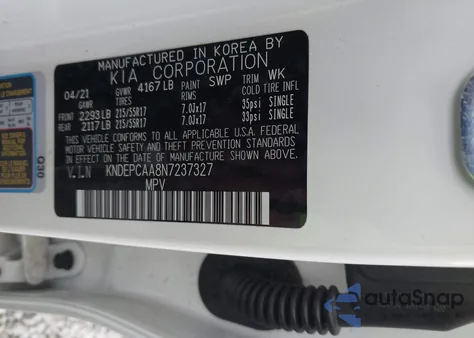 MANUFACTURED IN KOREA BY
KIA CORPORATION
04/21 GVWR 4167 LB PAINT SWP TRIM WK
GAWR TIRES RIMS COLD TIRE INFL
FRONT 2293 LB 215/55R17 7.0JX17 35psi SINGLE
REAR 2117 LB 215/55R17 7.0JX17 33psi SINGLE
THIS VEHICLE CONFORMS TO ALL APPLICABLE U.S.A. FEDERAL
MOTOR VEHICLE SAFETY AND THEFT PREVENTION STANDARDS
IN EFFECT ON THE DATE OF MANUFACTURE SHOWN ABOVE.
V.I.N KNDEPCAA8N7237327
MPV
030
autoSnap